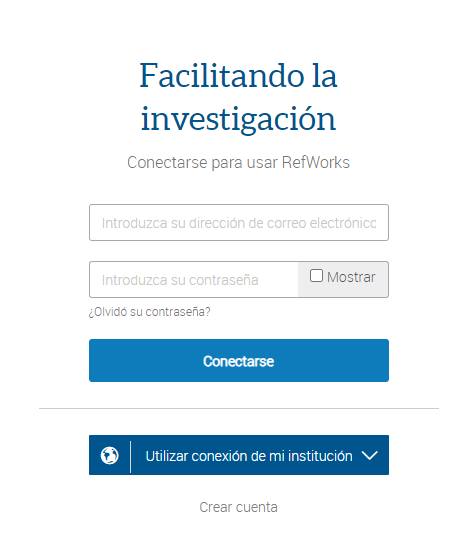 Facilitando la
investigación
Conectarse para usar RefWorks
Introduzca su dirección de correo electrónico
Introduzca su contraseña
Mostrar
¿Olvidó su contraseña?
Conectarse
Utilizar conexión de mi institución
Crear cuenta